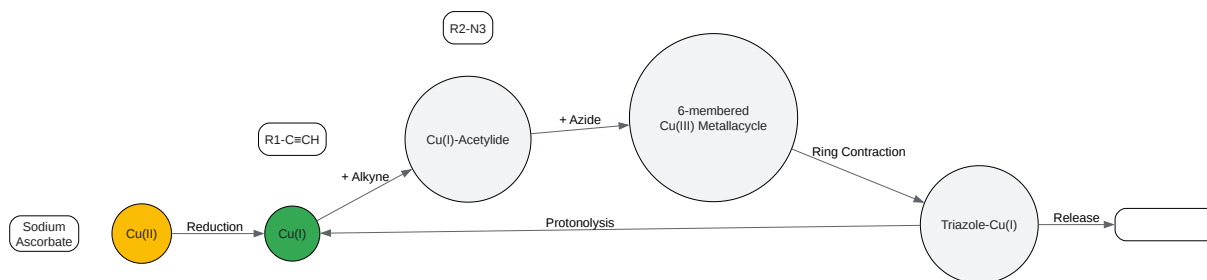 R2-N3
R1-C≡CH
Cu(I)-Acetylide
+ Azide
6-membered
Cu(III) Metallacycle
Ring Contraction
+ Alkyne
Sodium
Ascorbate
Cu(II)
Reduction
Cu(I)
Protonolysis
Triazole-Cu(I)
Release